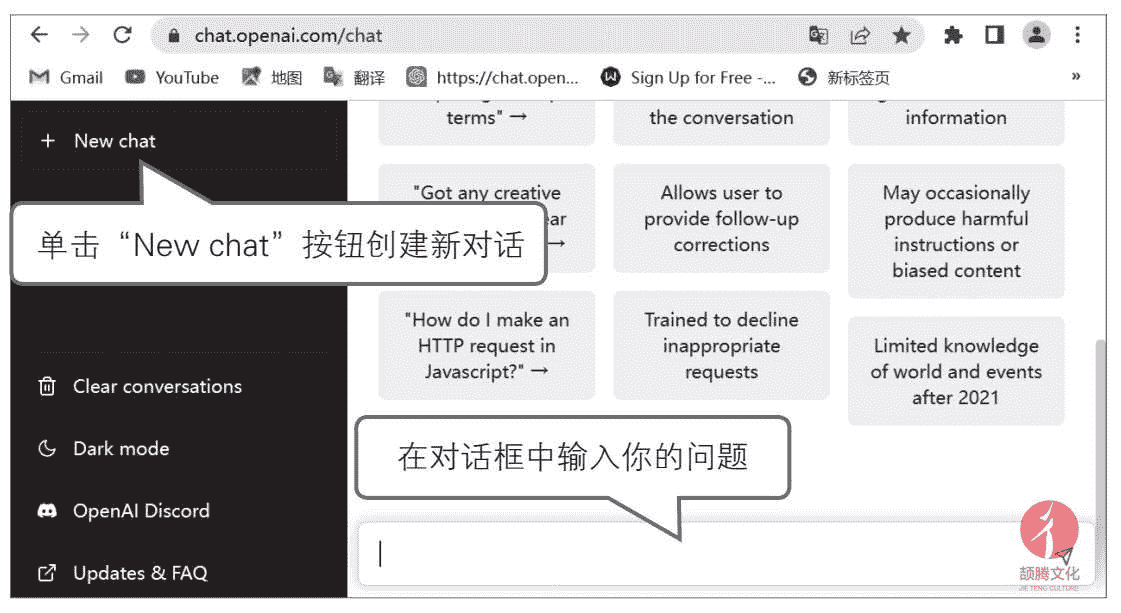 chat.openai.com/chat
Gmail YouTube 地图 翻译 https://chat.open... Sign Up for Free -... 新标签页 »
+ New chat
单击“New chat”按钮创建新对话
Clear conversations
Dark mode
OpenAI Discord
Updates & FAQ
terms" →
"Got any creative
→
"How do I make an
HTTP request in
Javascript?" →
the conversation
Allows user to
provide follow-up
corrections
Trained to decline
inappropriate
requests
information
May occasionally
produce harmful
instructions or
biased content
Limited knowledge
of world and events
after 2021
在对话框中输入你的问题
颉腾文化
JIE TENG CULTURE